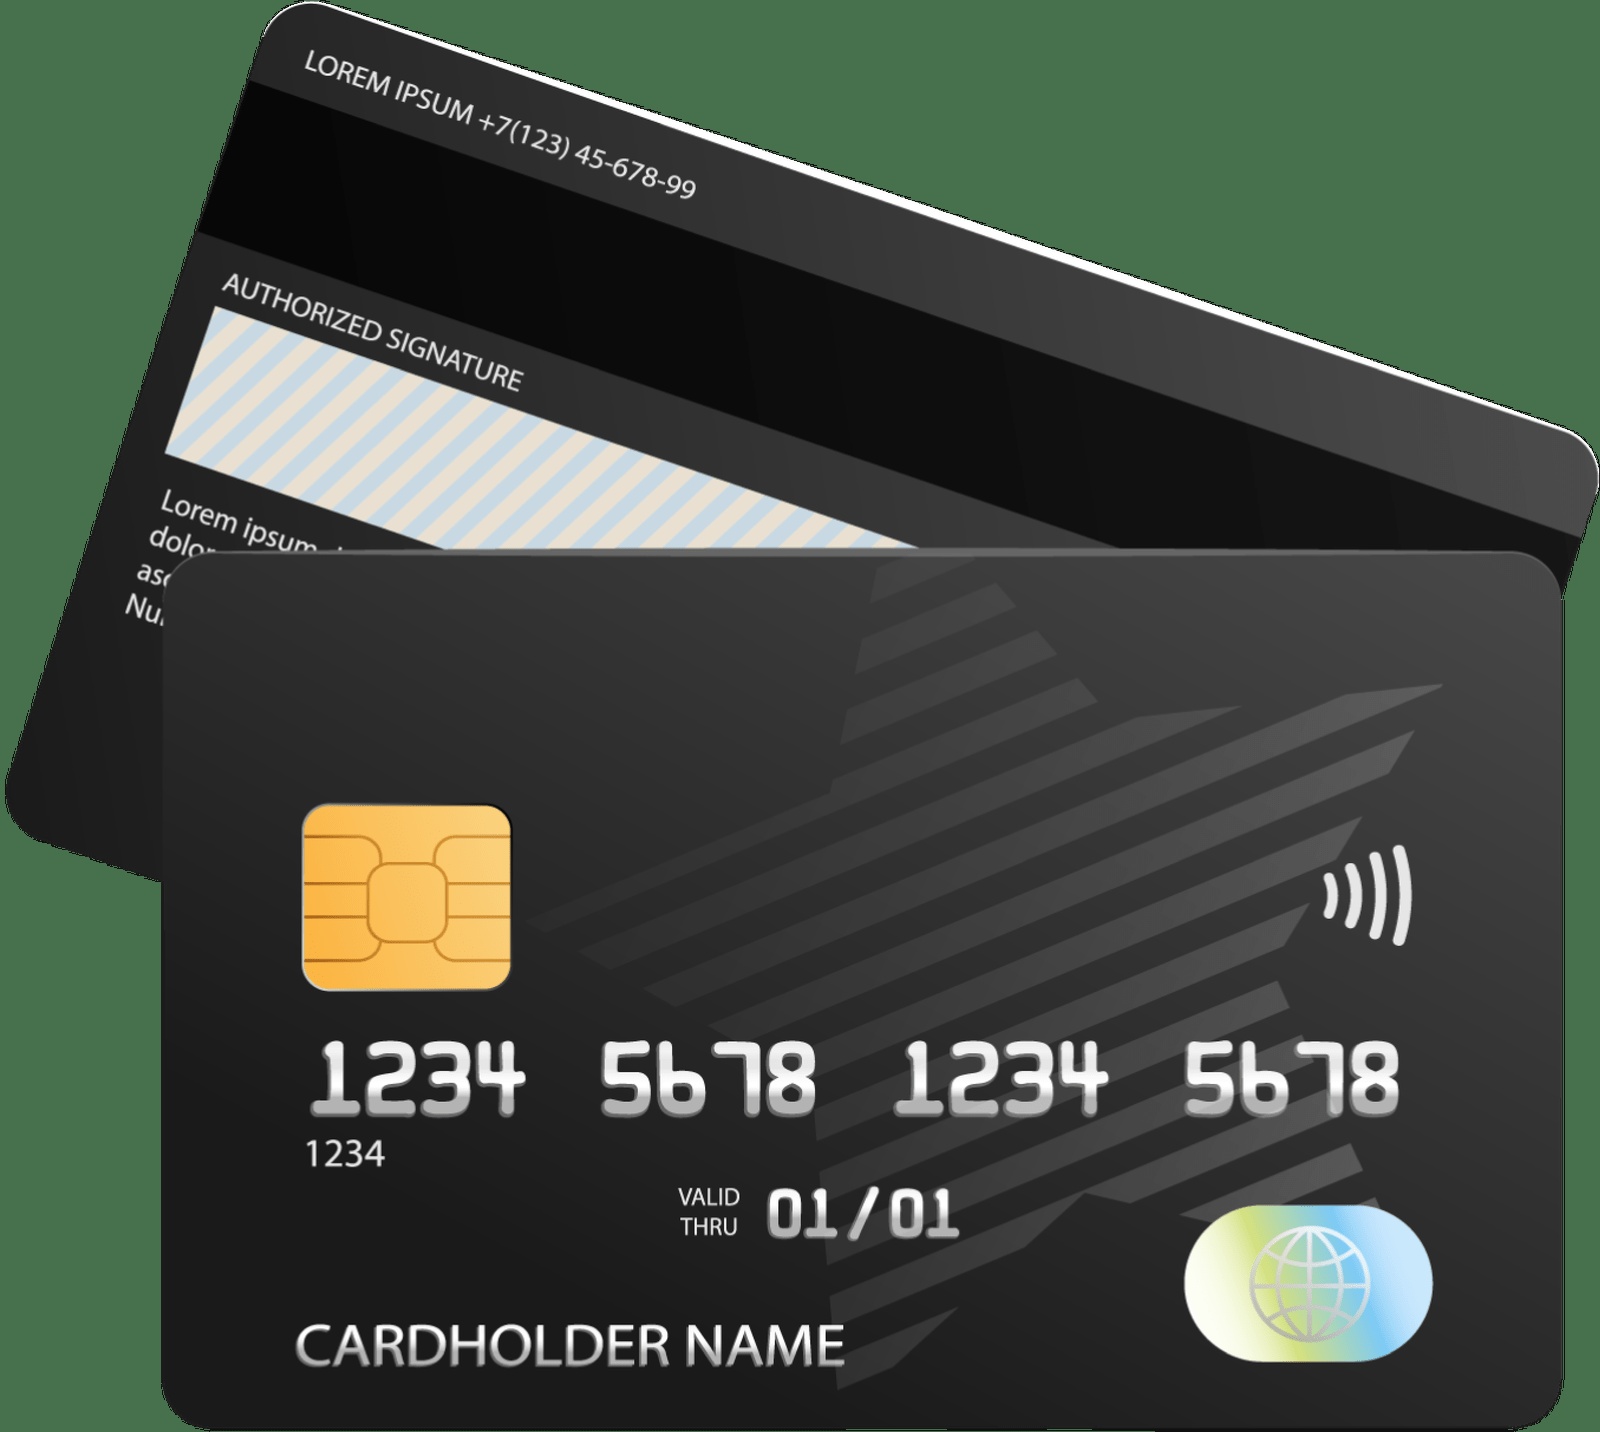 LOREM IPSUM +7(123) 45-678-99
AUTHORIZED SIGNATURE
Lorem ipsum
1234 5678 1234 5678
1234
VALID
THRU
01/01
CARDHOLDER NAME